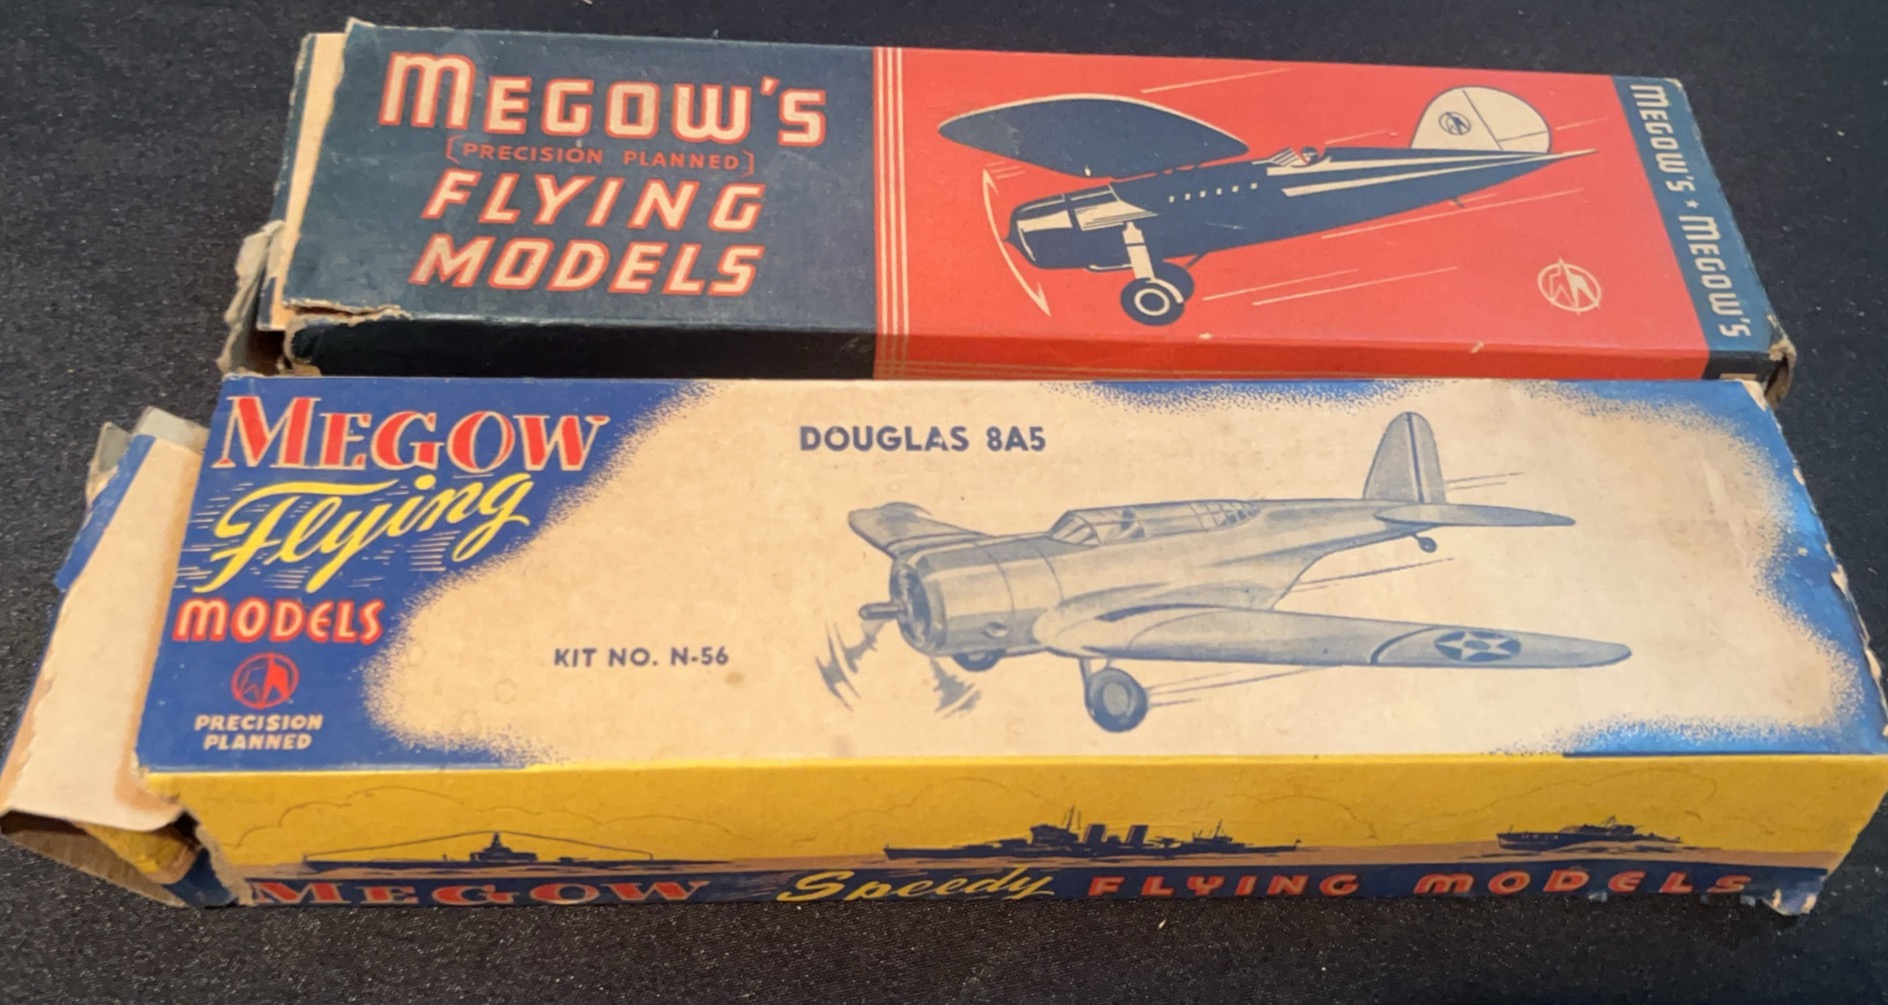 MEGOW'S
[PRECISION PLANNED]
FLYING
MODELS
MEGOW'S ★ MEGOW'S
MEGOW
Flying
MODELS
PRECISION
PLANNED
DOUGLAS 8A5
KIT NO. N-56
MEGOW Speedy FLYING MODELS